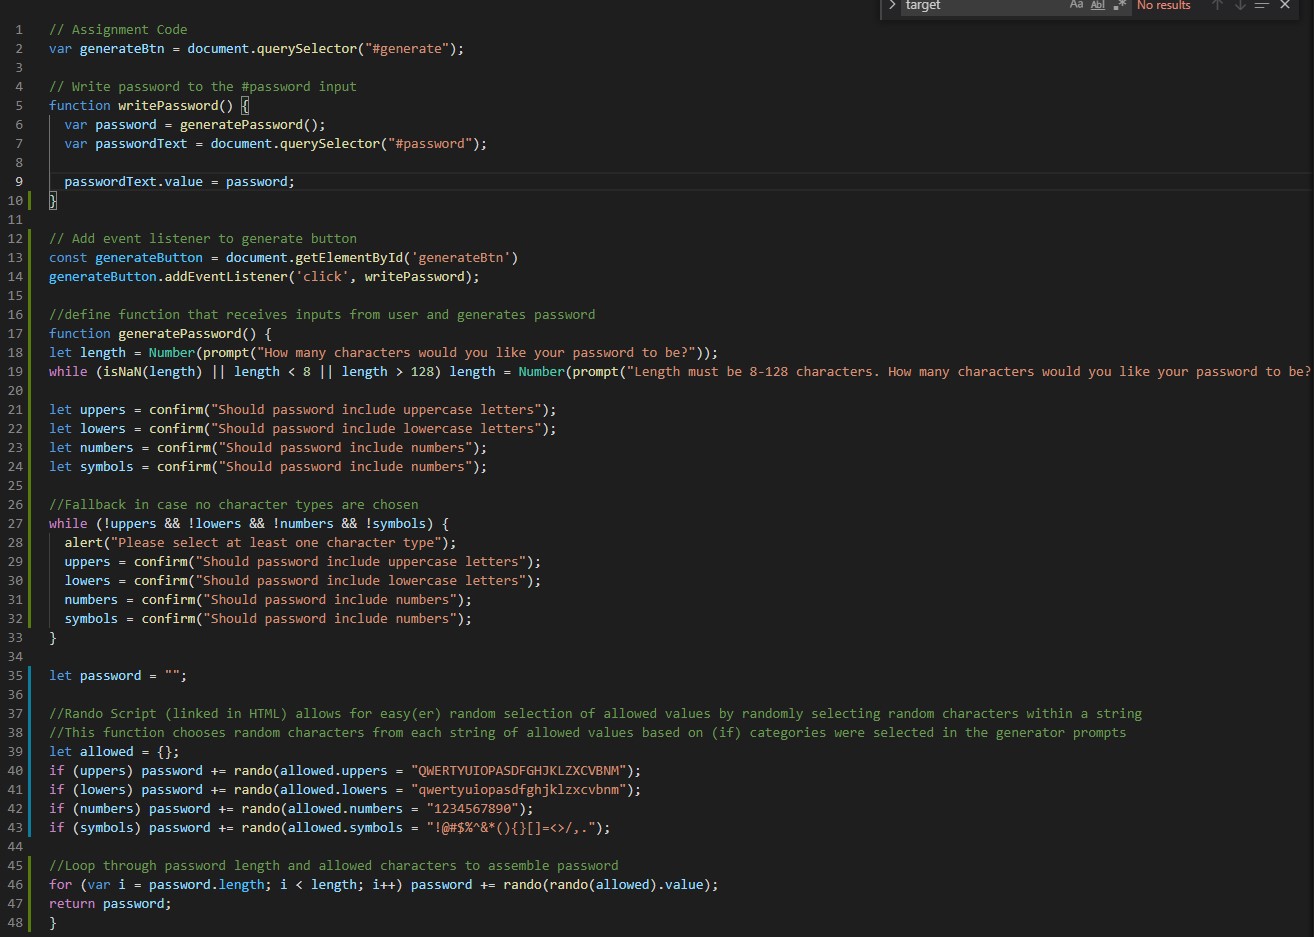 target Aa Abl .* No results
1 // Assignment Code
2 var generateBtn = document.querySelector("#generate");
3
4 // Write password to the #password input
5 function writePassword() {
6   var password = generatePassword();
7   var passwordText = document.querySelector("#password");
8
9   passwordText.value = password;
10 }
11
12 // Add event listener to generate button
13 const generateButton = document.getElementById('generateBtn')
14 generateButton.addEventListener('click', writePassword);
15
16 //define function that receives inputs from user and generates password
17 function generatePassword() {
18 let length = Number(prompt("How many characters would you like your password to be?"));
19 while (isNaN(length) || length < 8 || length > 128) length = Number(prompt("Length must be 8-128 characters. How many characters would you like your password to be?
20
21 let uppers = confirm("Should password include uppercase letters");
22 let lowers = confirm("Should password include lowercase letters");
23 let numbers = confirm("Should password include numbers");
24 let symbols = confirm("Should password include numbers");
25
26 //Fallback in case no character types are chosen
27 while (!uppers && !lowers && !numbers && !symbols) {
28   alert("Please select at least one character type");
29   uppers = confirm("Should password include uppercase letters");
30   lowers = confirm("Should password include lowercase letters");
31   numbers = confirm("Should password include numbers");
32   symbols = confirm("Should password include numbers");
33 }
34
35 let password = "";
36
37 //Rando Script (linked in HTML) allows for easy(er) random selection of allowed values by randomly selecting random characters within a string
38 //This function chooses random characters from each string of allowed values based on (if) categories were selected in the generator prompts
39 let allowed = {};
40 if (uppers) password += rando(allowed.uppers = "QWERTYUIOPASDFGHJKLZXCVBNM");
41 if (lowers) password += rando(allowed.lowers = "qwertyuiopasdfghjklzxcvbnm");
42 if (numbers) password += rando(allowed.numbers = "1234567890");
43 if (symbols) password += rando(allowed.symbols = "!@#$%^&*(){}[]=<>/,.");
44
45 //Loop through password length and allowed characters to assemble password
46 for (var i = password.length; i < length; i++) password += rando(rando(allowed).value);
47 return password;
48 }